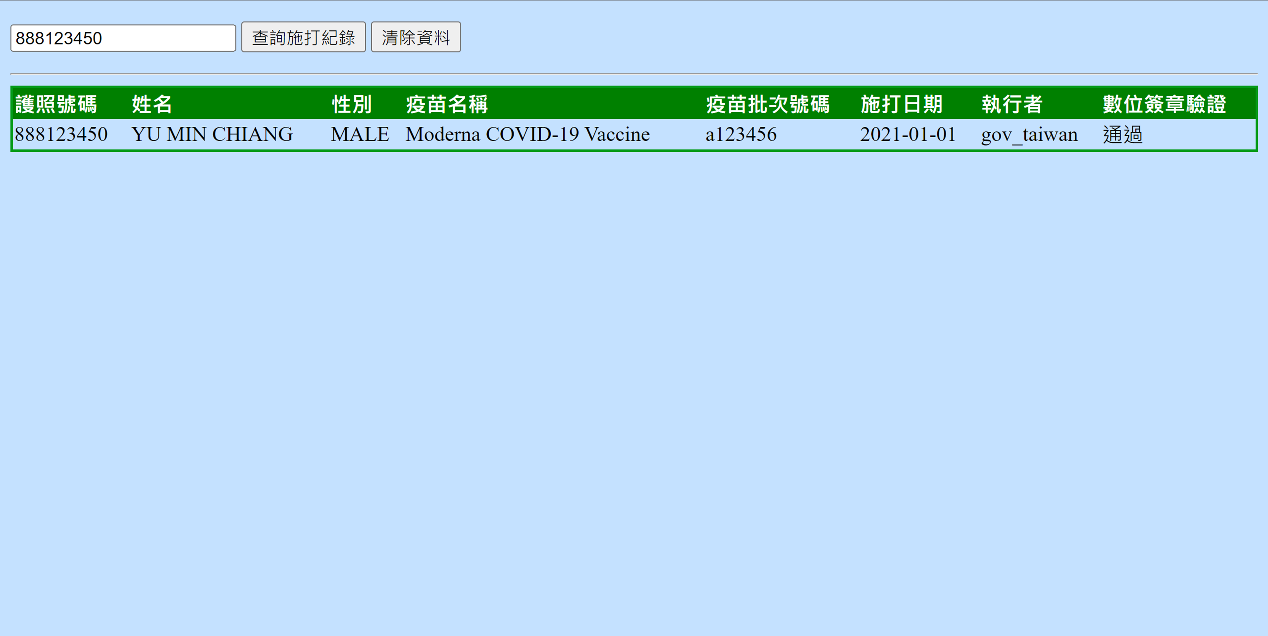 888123450 查詢施打紀錄 清除資料
護照號碼 姓名 性別 疫苗名稱 疫苗批次號碼 施打日期 執行者 數位簽章驗證
888123450 YU MIN CHIANG MALE Moderna COVID-19 Vaccine a123456 2021-01-01 gov_taiwan 通過